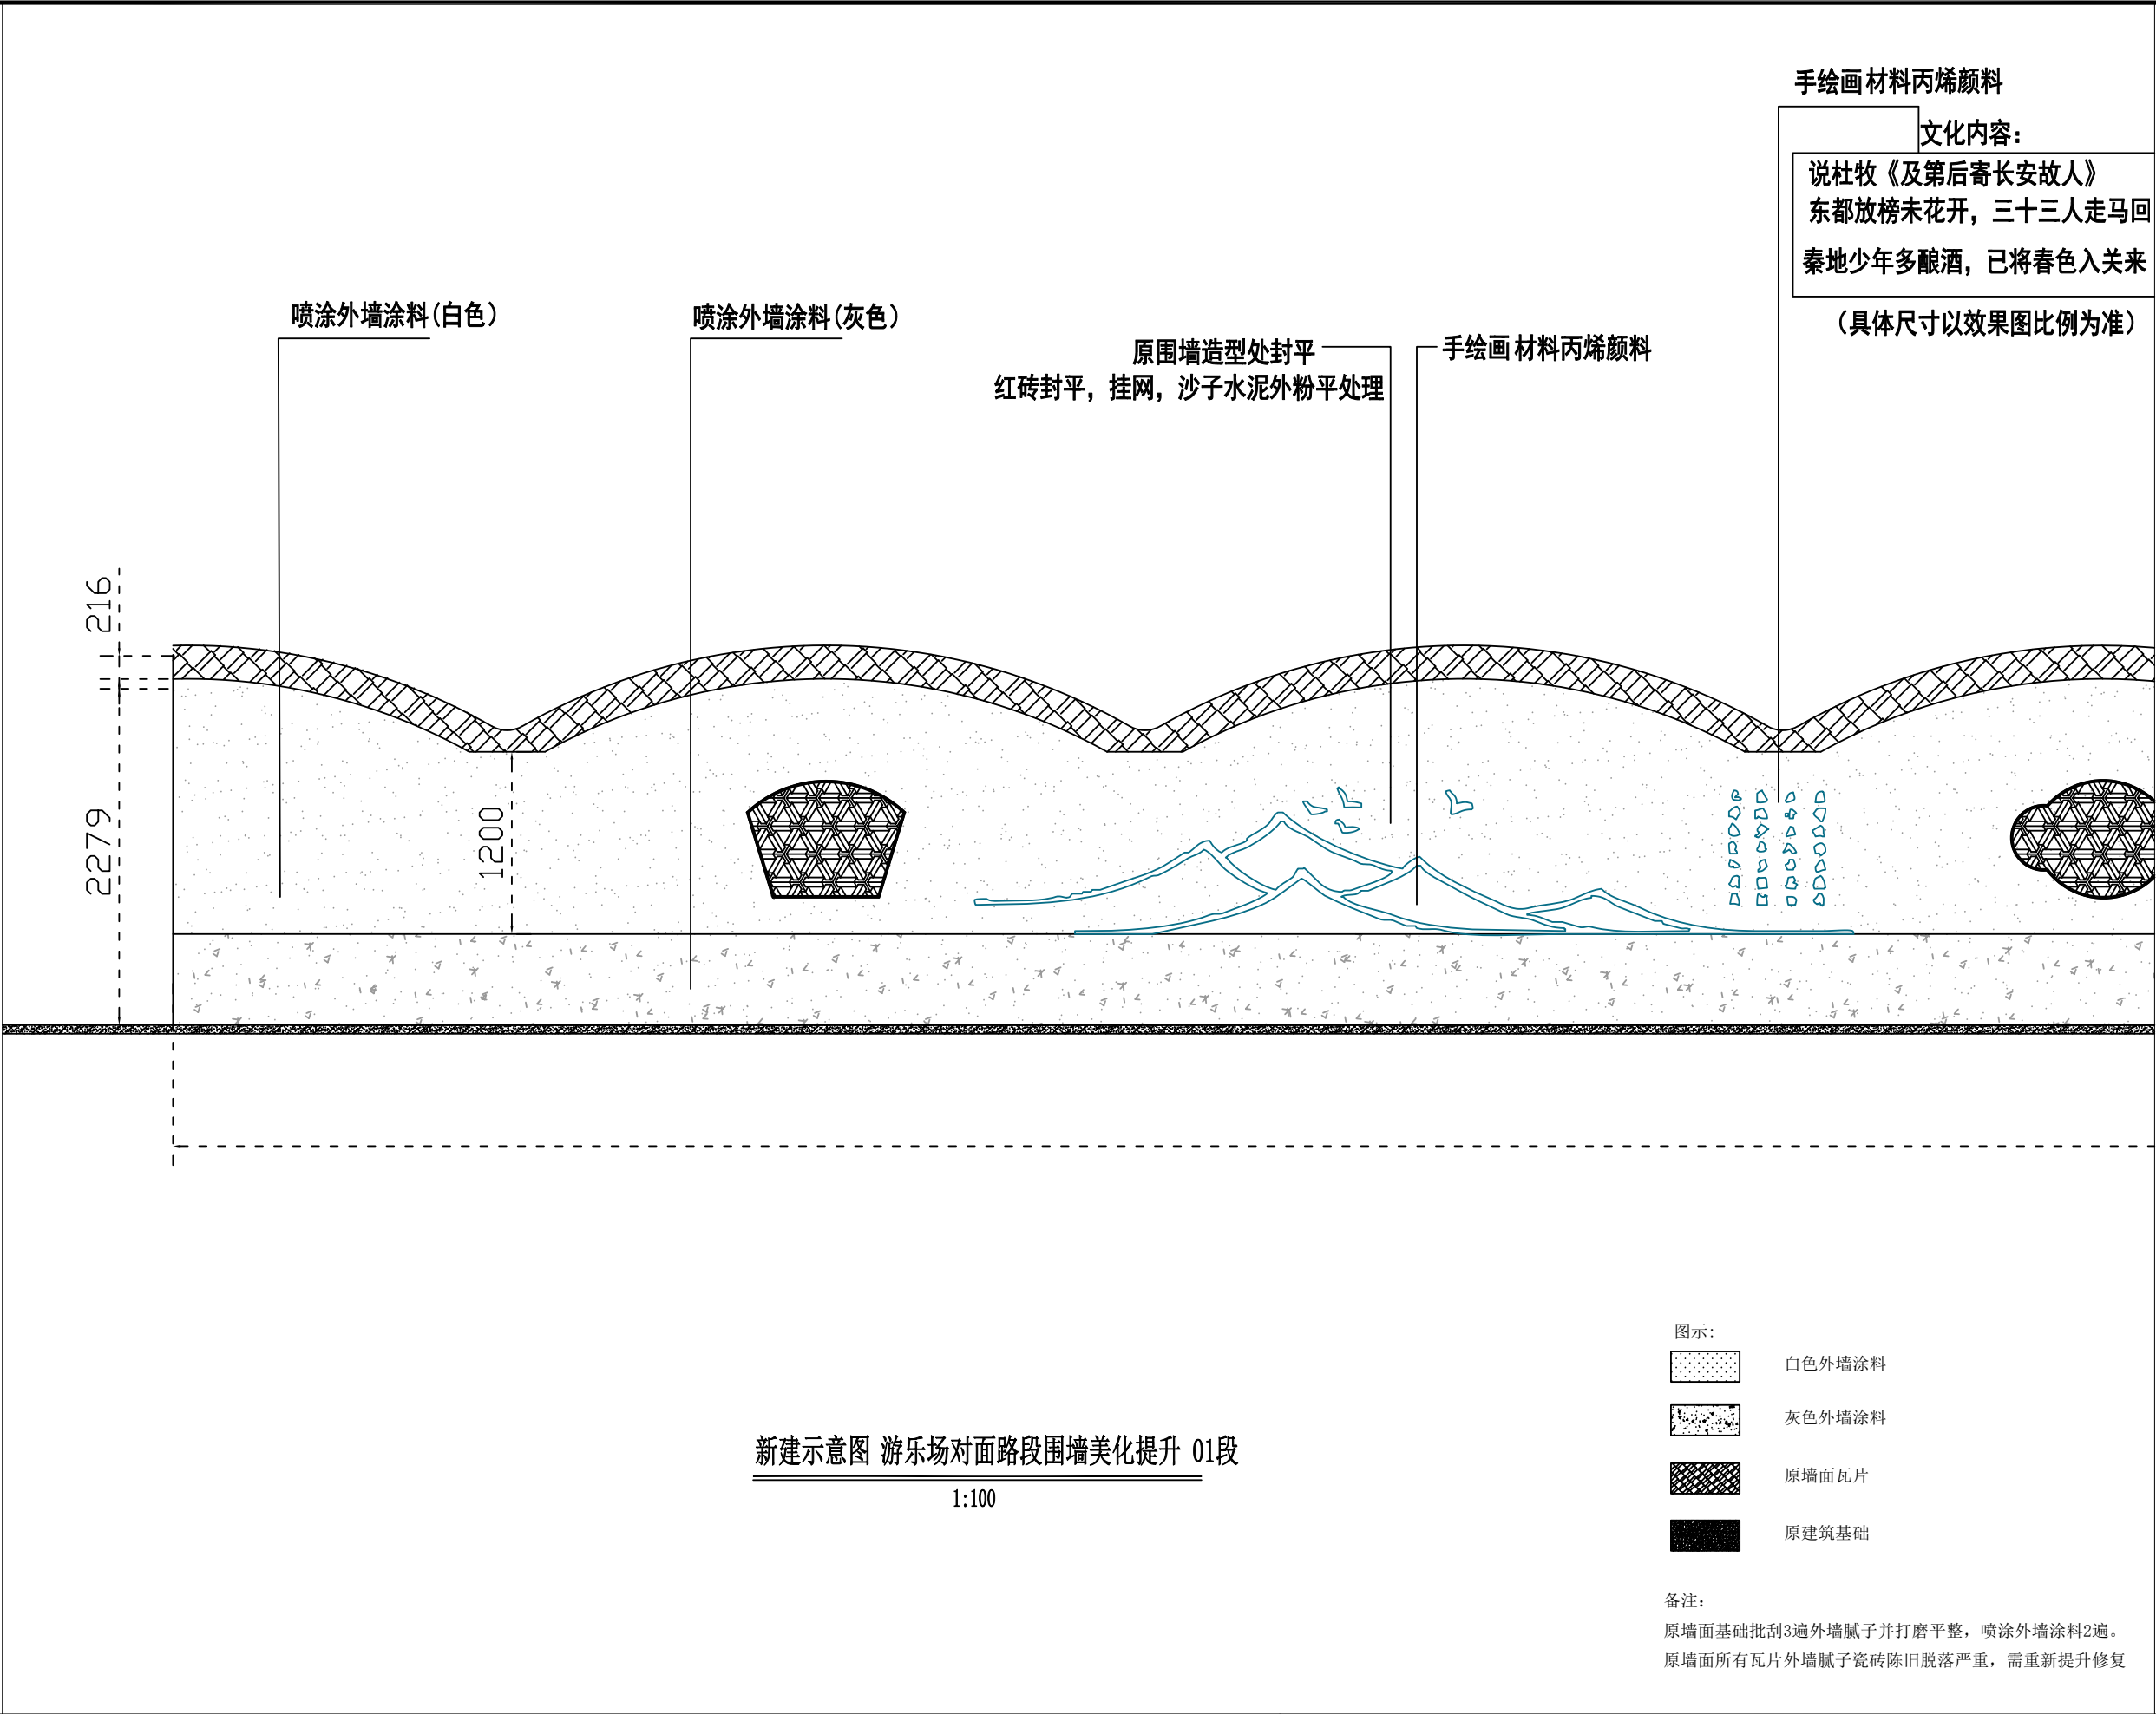 手绘画 材料丙烯颜料
文化内容：
说杜牧《及第后寄长安故人》
东都放榜未花开，三十三人走马回
秦地少年多酿酒，已将春色入关来
（具体尺寸以效果图比例为准）
喷涂外墙涂料(白色）
喷涂外墙涂料(灰色）
原围墙造型处封平
红砖封平，挂网，沙子水泥外粉平处理
手绘画 材料丙烯颜料
216
2279
1200
图示:
白色外墙涂料
灰色外墙涂料
原墙面瓦片
原建筑基础
新建示意图 游乐场对面路段围墙美化提升 01段
1:100
备注：
原墙面基础批刮3遍外墙腻子并打磨平整，喷涂外墙涂料2遍。
原墙面所有瓦片外墙腻子瓷砖陈旧脱落严重，需重新提升修复